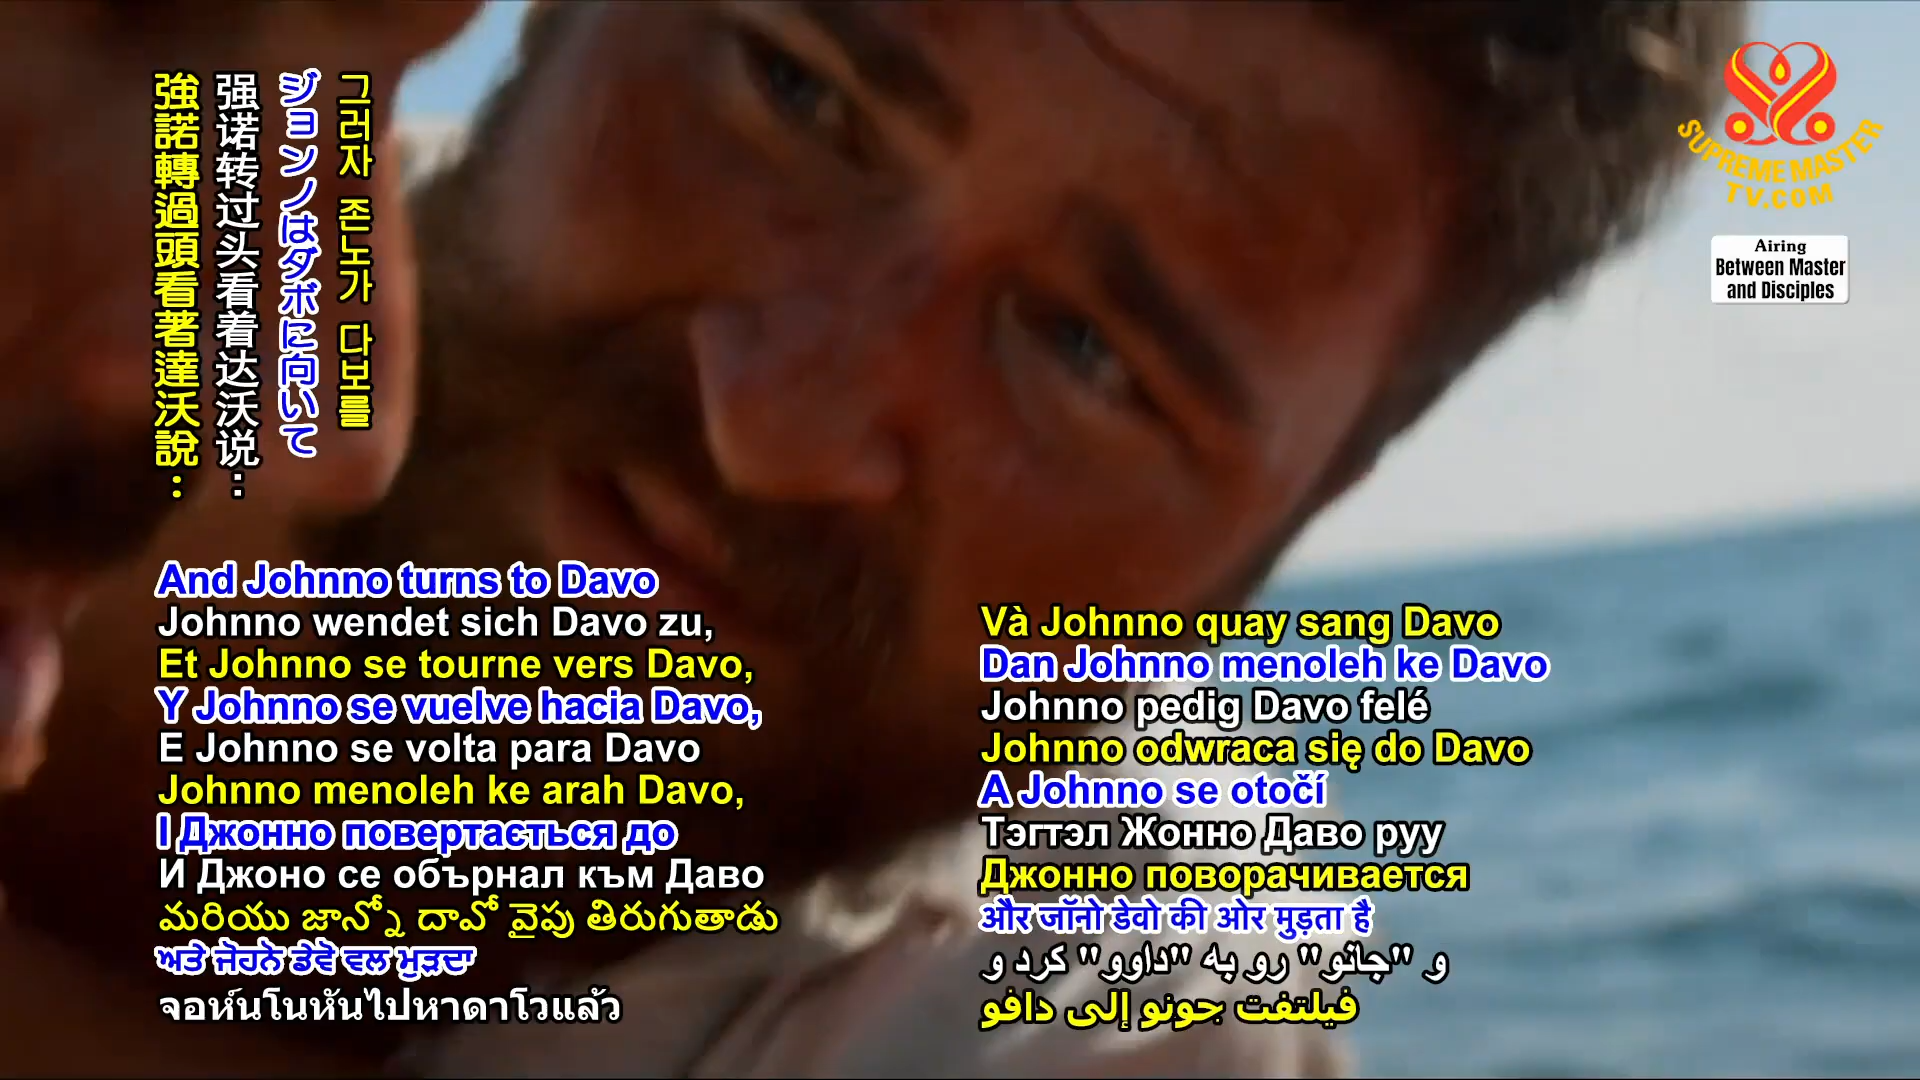 強諾轉過頭看著達沃說：
强诺转过头看着达沃说：
ジョンノはダボに向いて
그러자 존노가 다보를
SUPREME MASTER
TV.COM
Airing
Between Master
and Disciples
And Johnno turns to Davo
Johnno wendet sich Davo zu,
Et Johnno se tourne vers Davo,
Y Johnno se vuelve hacia Davo,
E Johnno se volta para Davo
Johnno menoleh ke arah Davo,
І Джонно повертається до
И Джоно се обърнал към Даво
మరియు జాన్నో దావో వైపు తిరుగుతాడు
ਅਤੇ ਜੋਹਨੋ ਡੇਵੋ ਵਲ ਮੁੜਦਾ
จอห์นโนหันไปหาดาโวแล้ว
Và Johnno quay sang Davo
Dan Johnno menoleh ke Davo
Johnno pedig Davo felé
Johnno odwraca się do Davo
A Johnno se otočí
Тэгтэл Жонно Даво руу
Джонно поворачивается
और जॉनो डेवो की ओर मुड़ता है
و "جانو" رو به "داوو" کرد و
فيلتفت جونو إلى دافو